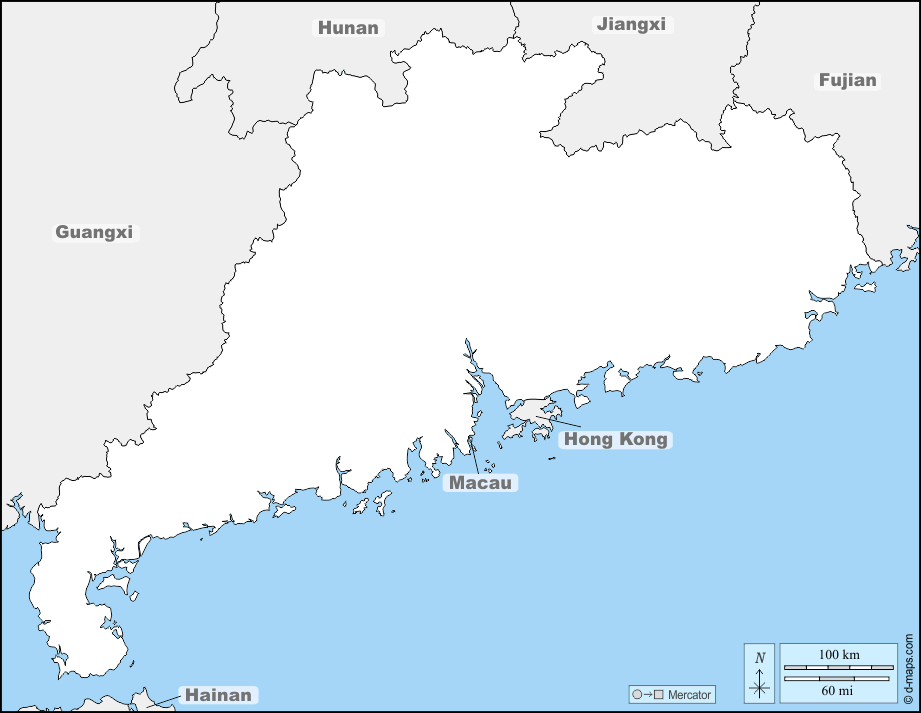 Hunan
Jiangxi
Fujian
Guangxi
Hong Kong
Macau
Hainan
Mercator
N
100 km
60 mi
© d-maps.com